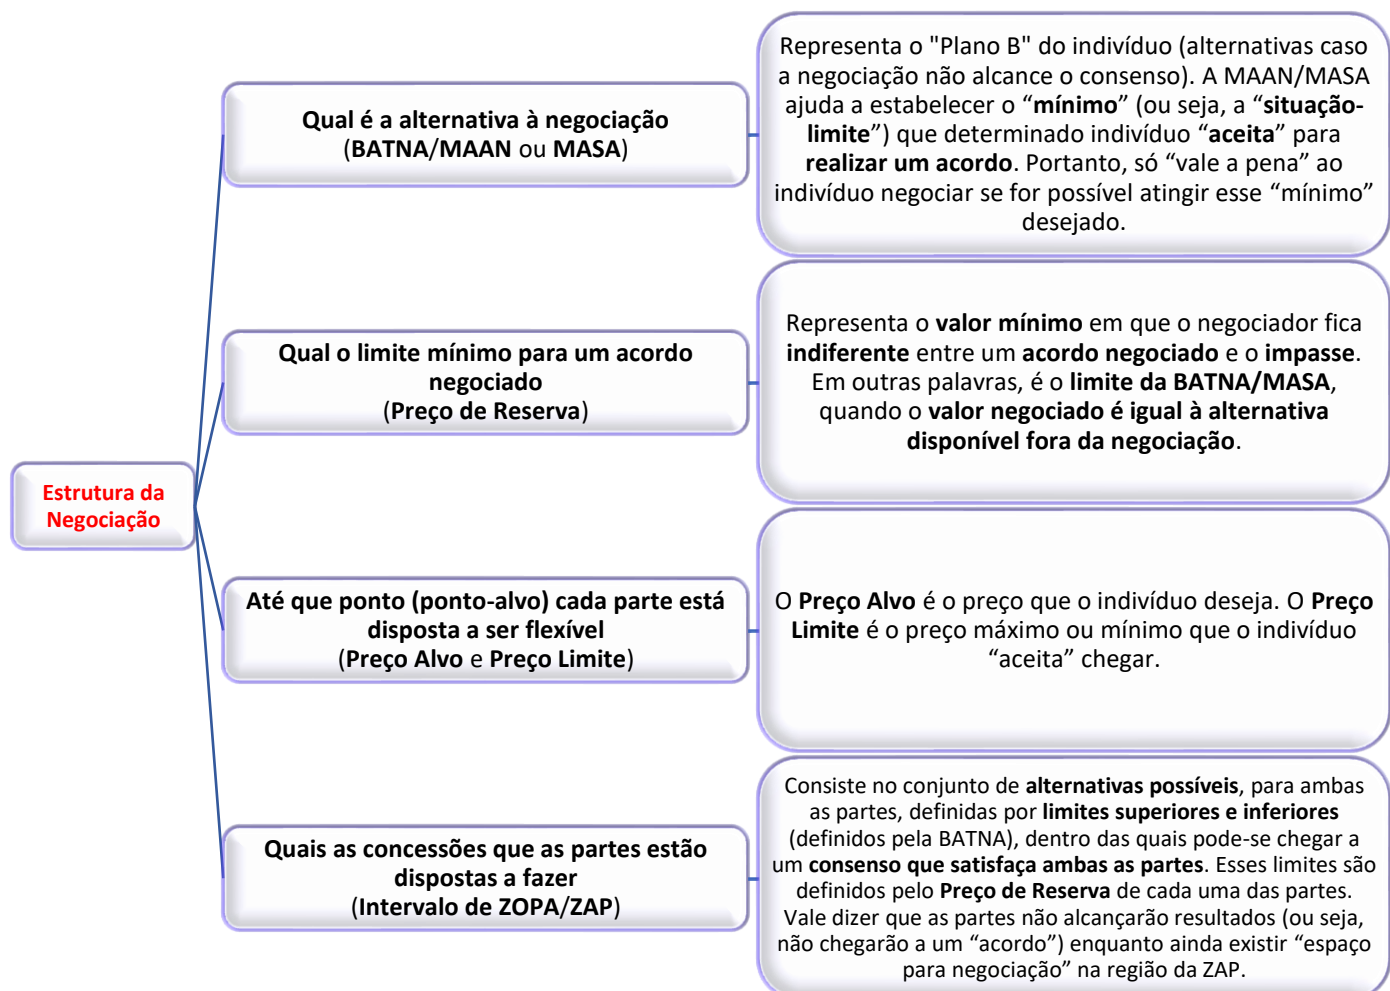 Estrutura da
Negociação
Qual é a alternativa à negociação
(BATNA/MAAN ou MASA)
Representa o "Plano B" do indivíduo (alternativas caso
a negociação não alcance o consenso). A MAAN/MASA
ajuda a estabelecer o “mínimo” (ou seja, a “situação-
limite”) que determinado indivíduo “aceita” para
realizar um acordo. Portanto, só “vale a pena” ao
indivíduo negociar se for possível atingir esse “mínimo”
desejado.
Qual o limite mínimo para um acordo
negociado
(Preço de Reserva)
Representa o valor mínimo em que o negociador fica
indiferente entre um acordo negociado e o impasse.
Em outras palavras, é o limite da BATNA/MASA,
quando o valor negociado é igual à alternativa
disponível fora da negociação.
Até que ponto (ponto-alvo) cada parte está
disposta a ser flexível
(Preço Alvo e Preço Limite)
O Preço Alvo é o preço que o indivíduo deseja. O Preço
Limite é o preço máximo ou mínimo que o indivíduo
“aceita” chegar.
Quais as concessões que as partes estão
dispostas a fazer
(Intervalo de ZOPA/ZAP)
Consiste no conjunto de alternativas possíveis, para ambas
as partes, definidas por limites superiores e inferiores
(definidos pela BATNA), dentro das quais pode-se chegar a
um consenso que satisfaça ambas as partes. Esses limites são
definidos pelo Preço de Reserva de cada uma das partes.
Vale dizer que as partes não alcançarão resultados (ou seja,
não chegarão a um “acordo”) enquanto ainda existir “espaço
para negociação” na região da ZAP.